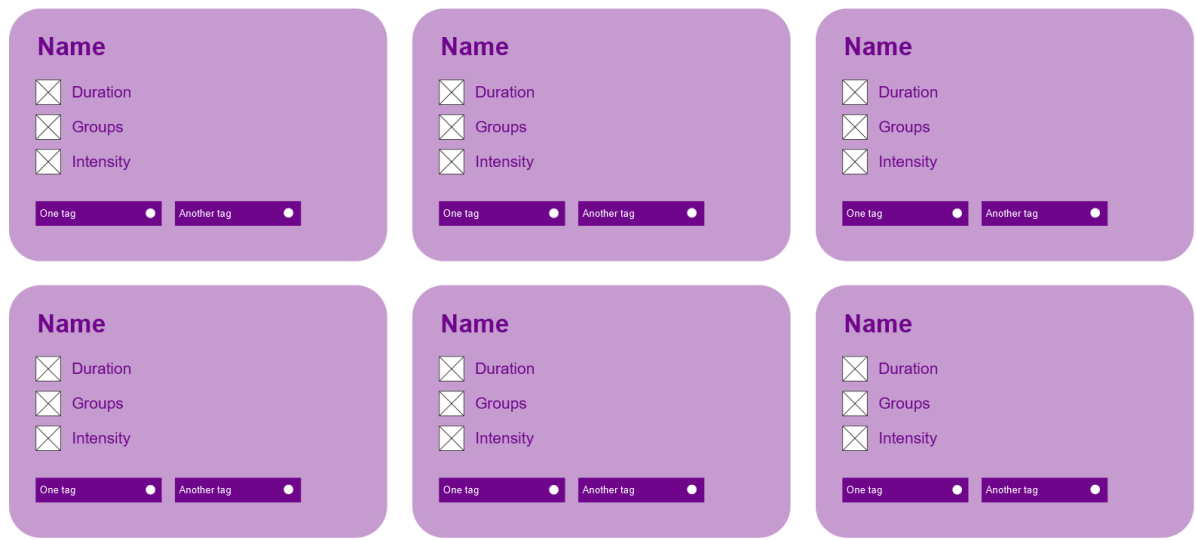 Name
Duration
Groups
Intensity
One tag
Another tag
Name
Duration
Groups
Intensity
One tag
Another tag
Name
Duration
Groups
Intensity
One tag
Another tag
Name
Duration
Groups
Intensity
One tag
Another tag
Name
Duration
Groups
Intensity
One tag
Another tag
Name
Duration
Groups
Intensity
One tag
Another tag